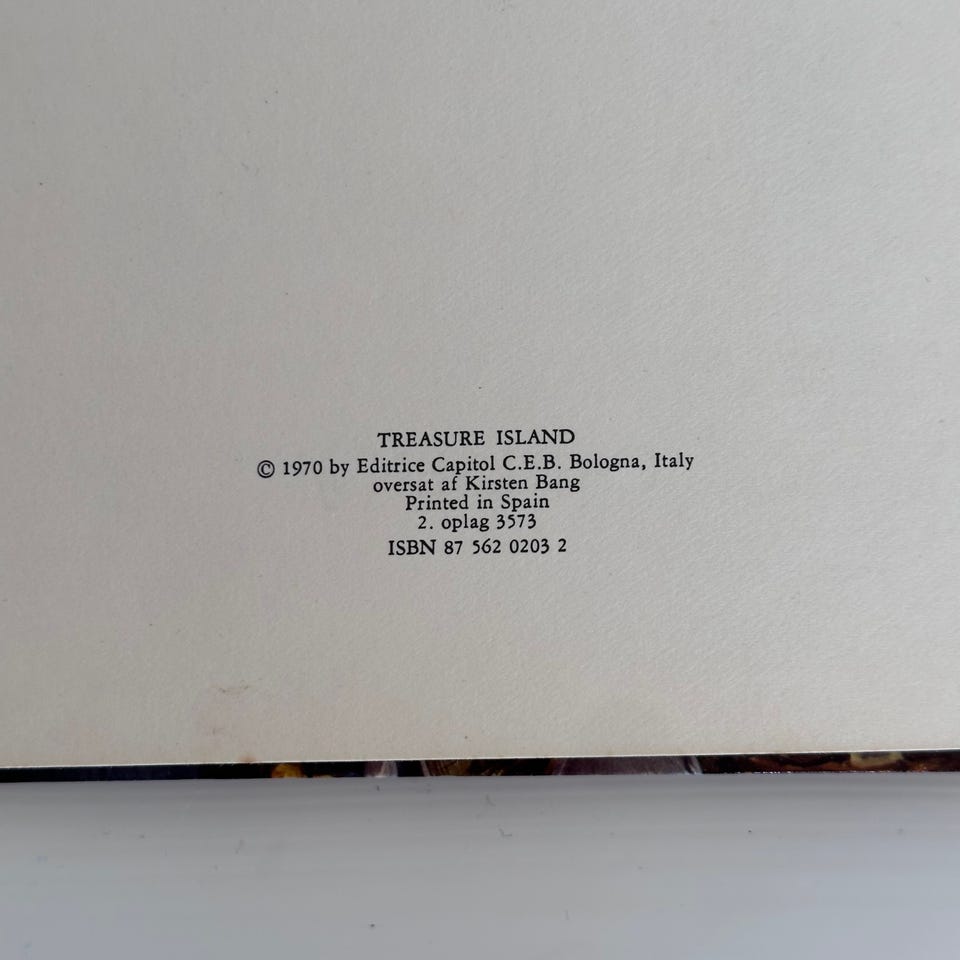 TREASURE ISLAND
© 1970 by Editrice Capitol C.E.B. Bologna, Italy
oversat af Kirsten Bang
Printed in Spain
2. oplag 3573
ISBN 87 562 0203 2